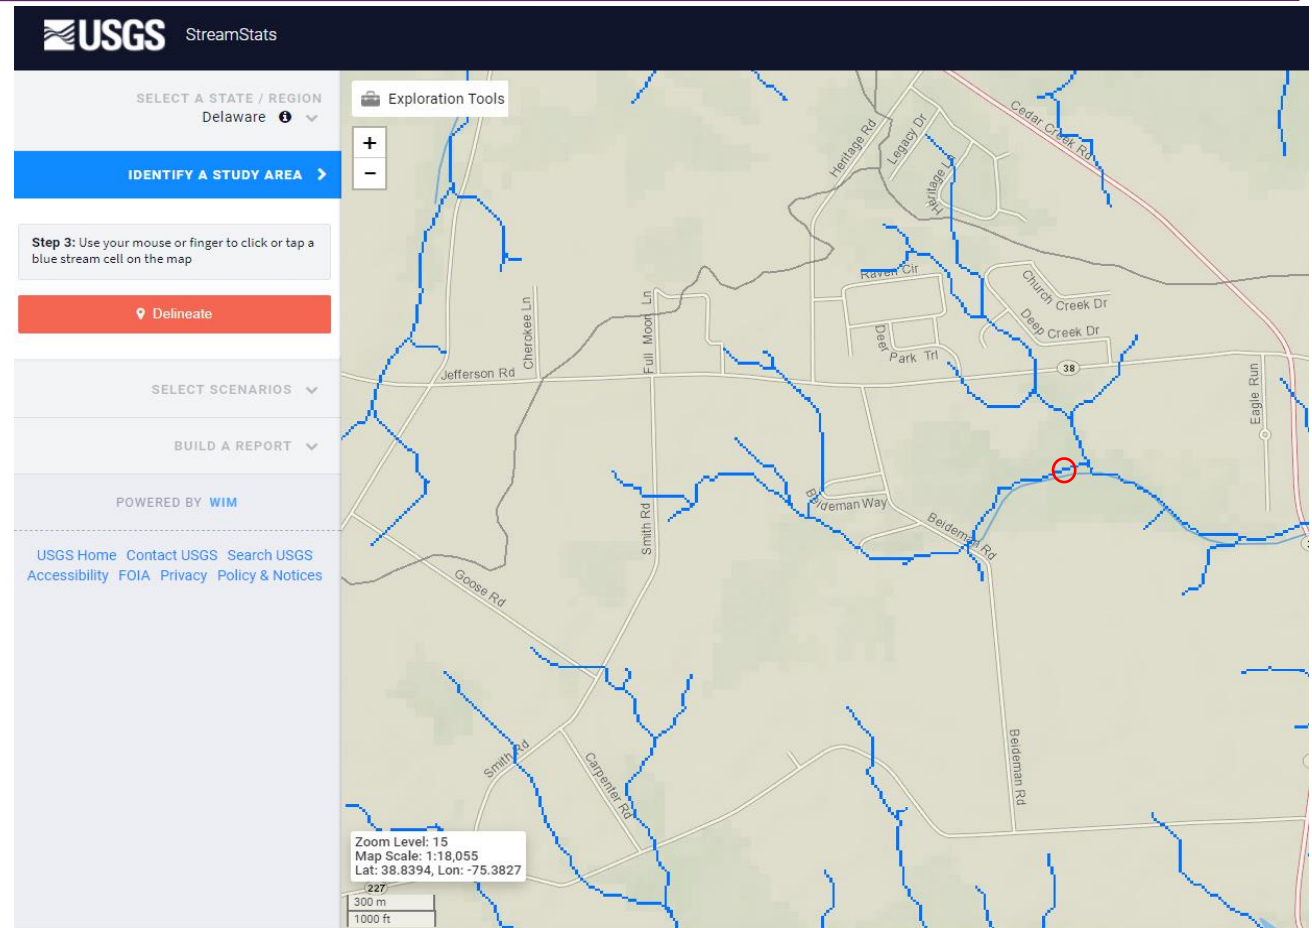 USGS StreamStats
SELECT A STATE / REGION
Delaware
IDENTIFY A STUDY AREA
Step 3: Use your mouse or finger to click or tap a
blue stream cell on the map
Delineate
SELECT SCENARIOS
BUILD A REPORT
POWERED BY WIM
USGS Home Contact USGS Search USGS
Accessibility FOIA Privacy Policy & Notices
Exploration Tools
+
−
Heritage Rd
Legacy Dr
Heritage Ln
Cedar Creek Rd
Raven Cir
Church Creek Dr
Deep Creek Dr
Deer Park Trl
38
Cherokee Ln
Full Moon Ln
Jefferson Rd
Eagle Run
Beideman Way
Beideman Rd
Smith Rd
Goose Rd
Smith Rd
Carpenter Rd
Beideman Rd
Zoom Level: 15
Map Scale: 1:18,055
Lat: 38.8394, Lon: -75.3827
227
300 m
1000 ft